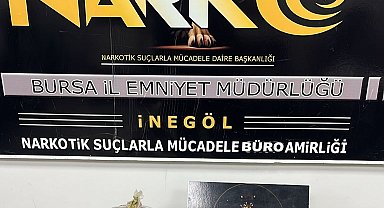 NARKO
NARKOTİK SUÇLARLA MÜCADELE DAİRE BAŞKANLIĞI
BURSA İL EMNİYET MÜDÜRLÜĞÜ
İNEGÖL
NARKOTİK SUÇLARLA MÜCADELE BÜRO AMİRLİĞİ